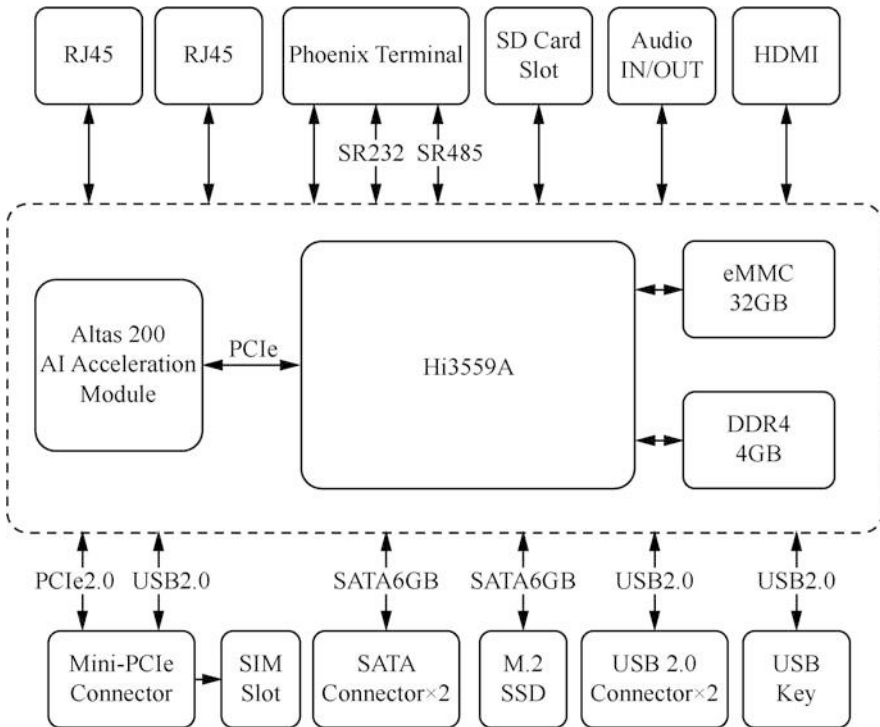 RJ45
RJ45
Phoenix Terminal
SD Card
Slot
Audio
IN/OUT
HDMI
SR232
SR485
Altas 200
AI Acceleration
Module
PCIe
Hi3559A
eMMC
32GB
DDR4
4GB
PCIe2.0
USB2.0
SATA6GB
SATA6GB
USB2.0
USB2.0
Mini-PCIe
Connector
SIM
Slot
SATA
Connector×2
M.2
SSD
USB 2.0
Connector×2
USB
Key